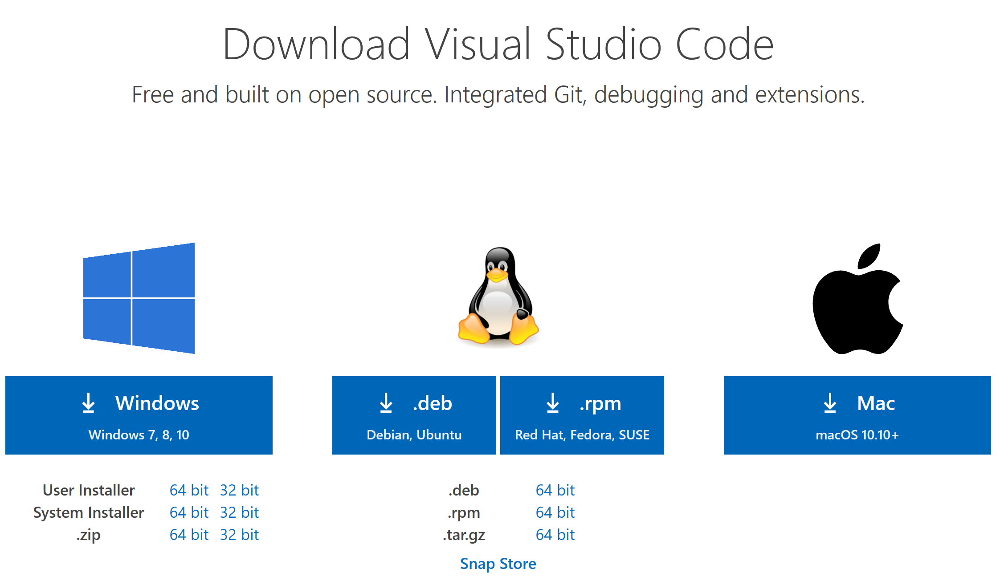 Download Visual Studio Code
Free and built on open source. Integrated Git, debugging and extensions.
Windows
Windows 7, 8, 10
User Installer 64 bit 32 bit
System Installer 64 bit 32 bit
.zip 64 bit 32 bit
.deb
Debian, Ubuntu
.rpm
Red Hat, Fedora, SUSE
.deb 64 bit
.rpm 64 bit
.tar.gz 64 bit
Snap Store
Mac
macOS 10.10+